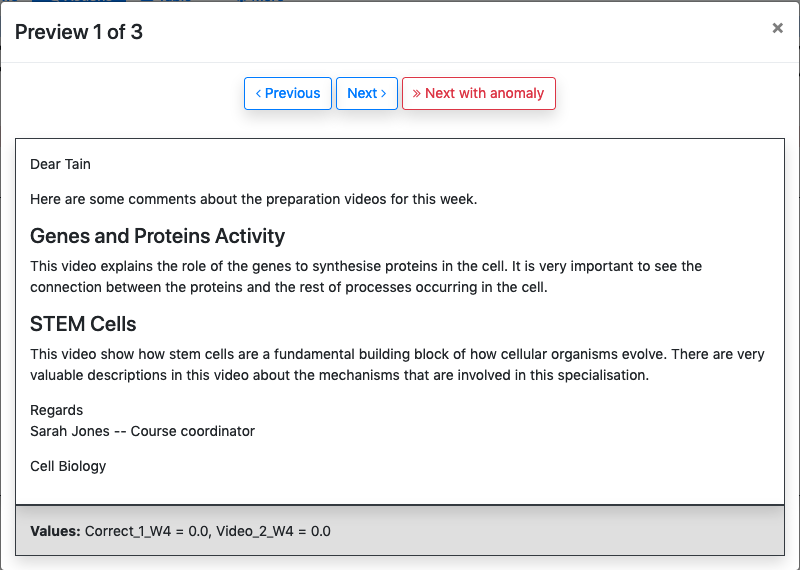 Preview 1 of 3
×
‹ Previous
Next ›
» Next with anomaly
Dear Tain
Here are some comments about the preparation videos for this week.
Genes and Proteins Activity
This video explains the role of the genes to synthesise proteins in the cell. It is very important to see the
connection between the proteins and the rest of processes occurring in the cell.
STEM Cells
This video show how stem cells are a fundamental building block of how cellular organisms evolve. There are very
valuable descriptions in this video about the mechanisms that are involved in this specialisation.
Regards
Sarah Jones -- Course coordinator
Cell Biology
Values: Correct_1_W4 = 0.0, Video_2_W4 = 0.0